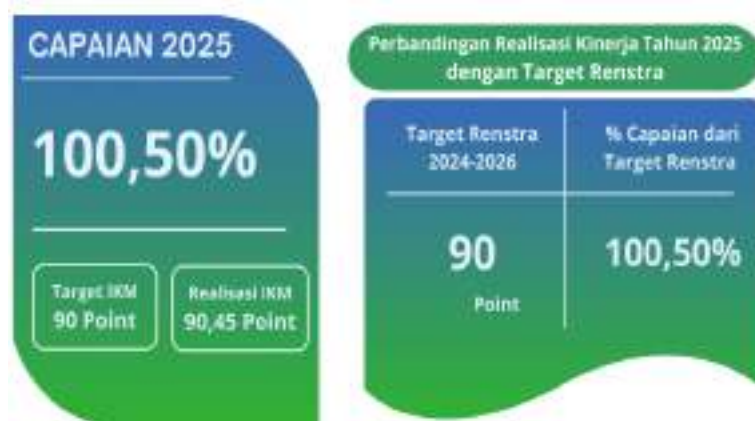 CAPAIAN 2025
100,50%
Target IKM
90 Point
Realisasi IKM
90,45 Point
Perbandingan Realisasi Kinerja Tahun 2025
dengan Target Renstra
Target Renstra
2024-2026
% Capaian dari
Target Renstra
90
Point
100,50%